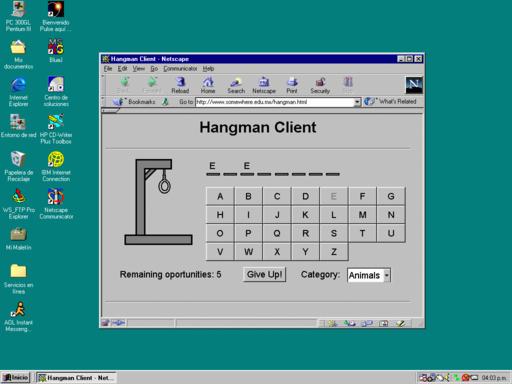 PC 300GL
Pentium III
Bienvenido
Pulse aquí ...
Mis
documentos
BlueJ
Internet
Explorer
Centro de
soluciones
Entorno de red
HP CD-Writer
Plus Toolbox
Papelera de
Reciclaje
IBM Internet
Connection
WS_FTP Pro
Explorer
Netscape
Communicator
Mi Maletín
Servicios en
línea
AOL Instant
Messeng...
Hangman Client - Netscape
File Edit View Go Communicator Help
Reload Home Search Netscape Print Security
Bookmarks Go to http://www.somewhere.edu.mx/hangman.html What's Related
N
Hangman Client
E E
A B C D E F G
H I J K L M N
O P Q R S T U
V W X Y Z
Remaining oportunities: 5 Give Up! Category: Animals
Inicio Hangman Client - Net... 04:03 p.m.